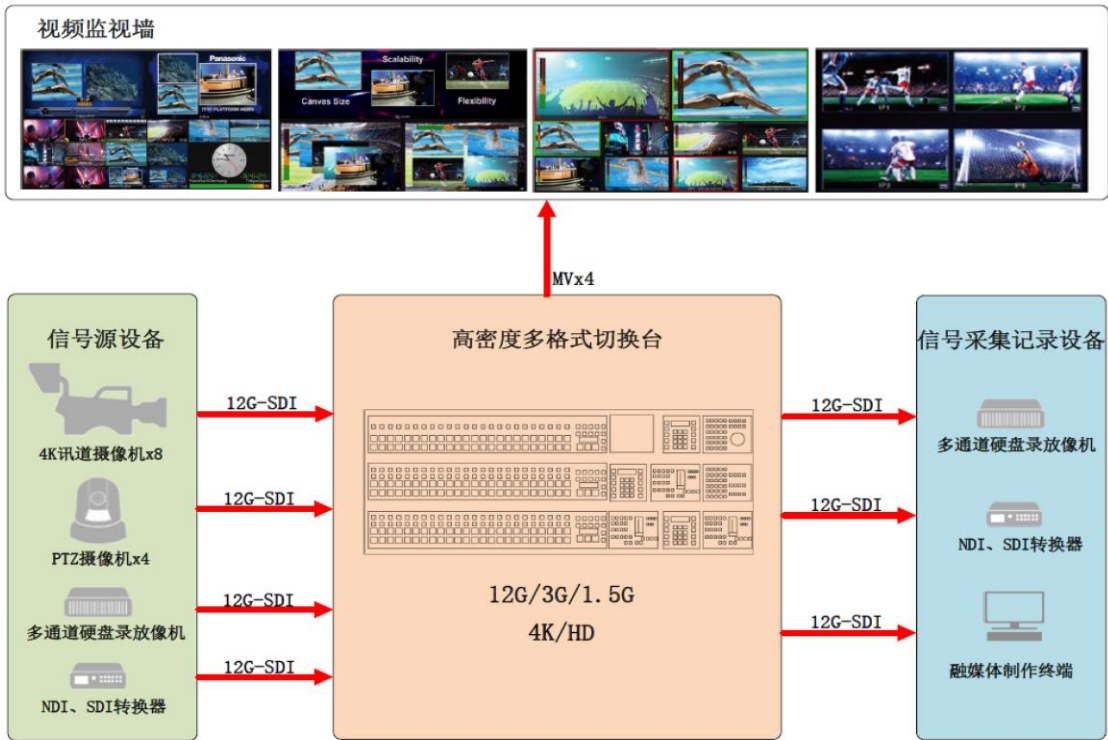 视频监视墙
Panasonic
Scalability
Canvas Size
Flexibility
MVx4
信号源设备
4K讯道摄像机x8
PTZ摄像机x4
多通道硬盘录放像机
NDI、SDI转换器
12G-SDI
12G-SDI
12G-SDI
12G-SDI
高密度多格式切换台
12G/3G/1.5G
4K/HD
12G-SDI
12G-SDI
12G-SDI
信号采集记录设备
多通道硬盘录放像机
NDI、SDI转换器
融媒体制作终端